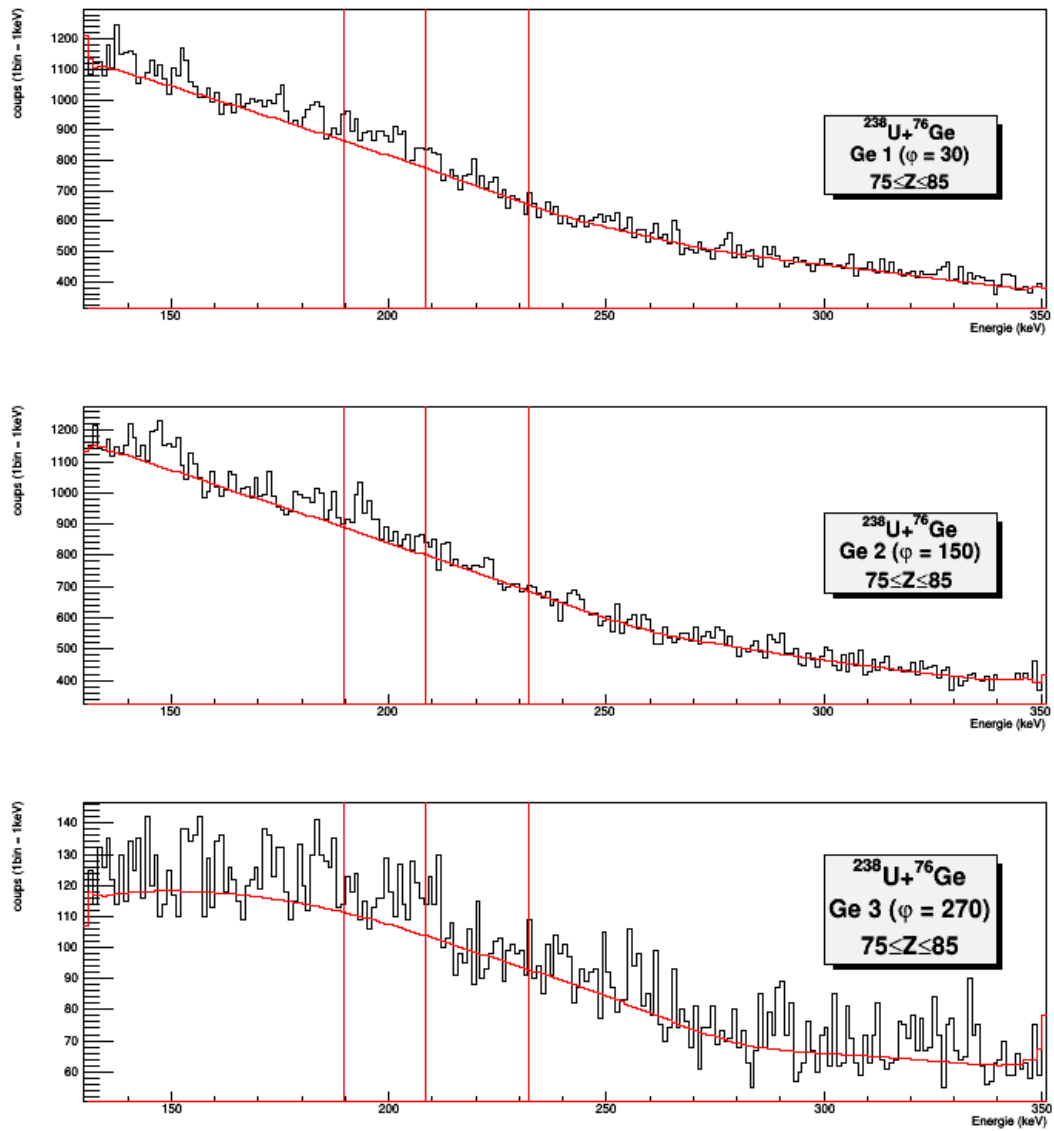 coups (1bin = 1keV)
1200
1100
1000
900
800
700
600
500
400
²³⁸U+⁷⁶Ge
Ge 1 (φ = 30)
75≤Z≤85
150 200 250 300 350
Energie (keV)
coups (1bin = 1keV)
1200
1100
1000
900
800
700
600
500
400
²³⁸U+⁷⁶Ge
Ge 2 (φ = 150)
75≤Z≤85
150 200 250 300 350
Energie (keV)
coups (1bin = 1keV)
140
130
120
110
100
90
80
70
60
²³⁸U+⁷⁶Ge
Ge 3 (φ = 270)
75≤Z≤85
150 200 250 300 350
Energie (keV)